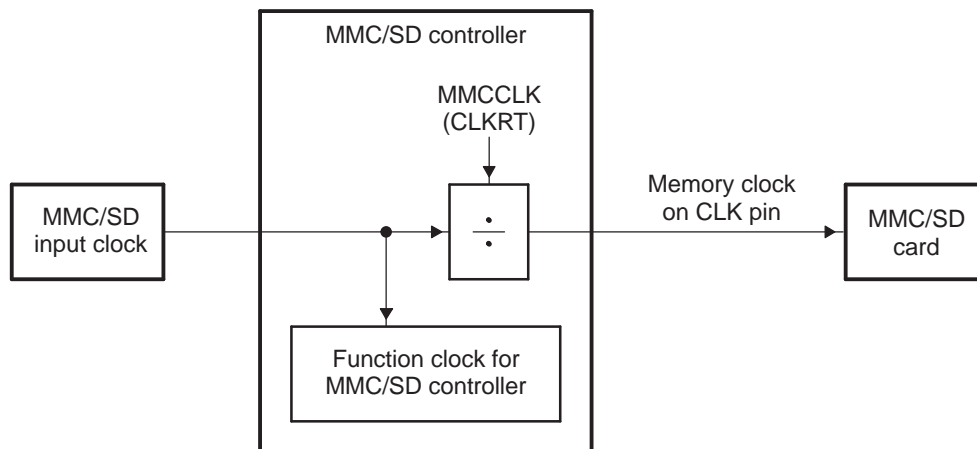 MMC/SD controller
MMCCLK
(CLKRT)
MMC/SD
input clock
Memory clock
on CLK pin
MMC/SD
card
Function clock for
MMC/SD controller